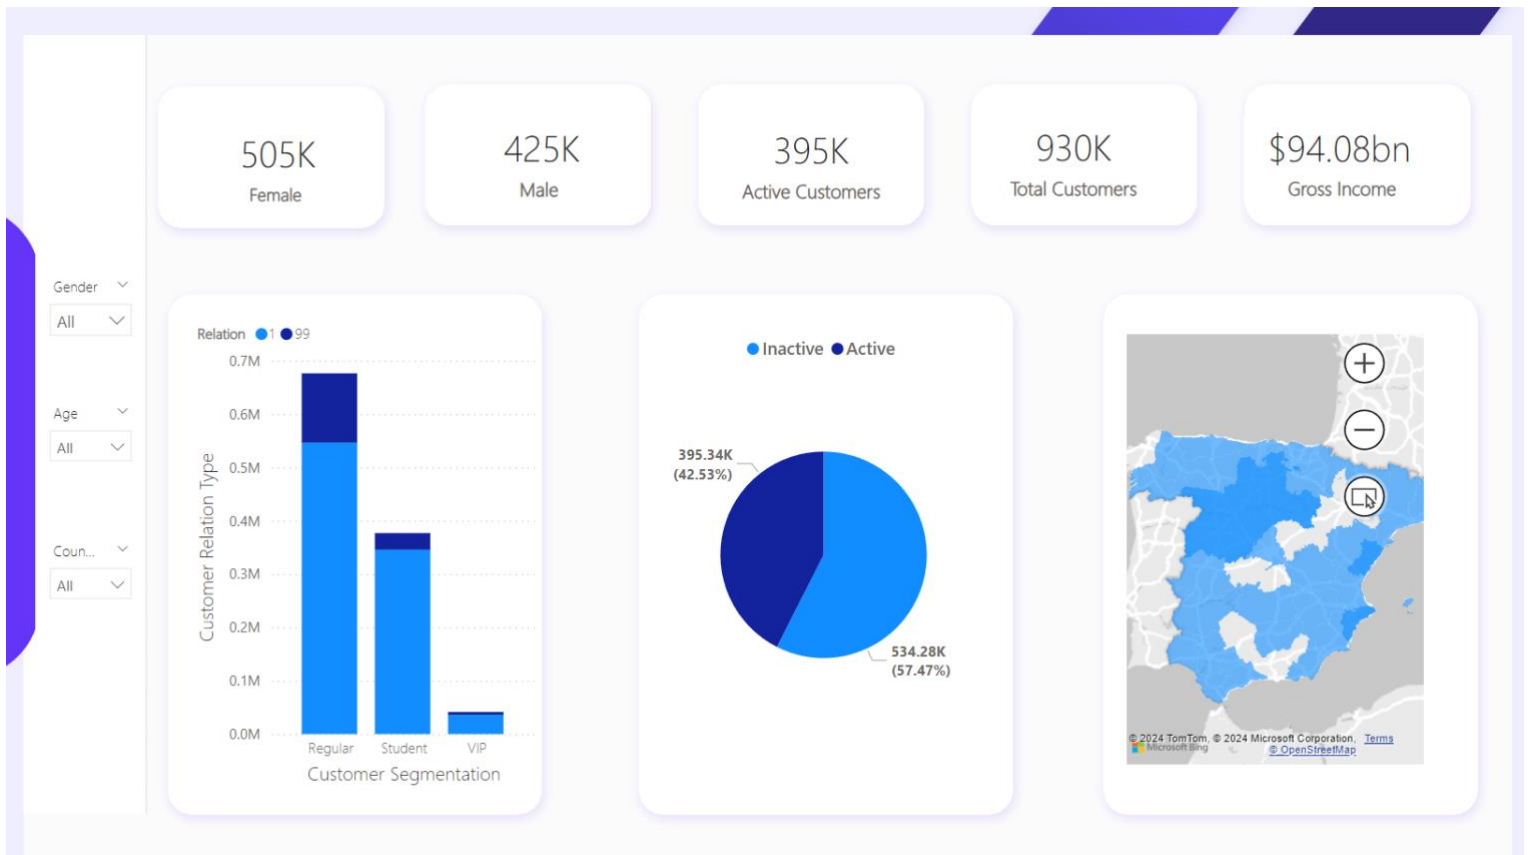 505K
Female
425K
Male
395K
Active Customers
930K
Total Customers
$94.08bn
Gross Income
Gender
All
Age
All
Coun...
All
Relation 1 99
0.7M
0.6M
0.5M
0.4M
0.3M
0.2M
0.1M
0.0M
Customer Relation Type
Regular Student VIP
Customer Segmentation
Inactive Active
395.34K
(42.53%)
534.28K
(57.47%)
© 2024 TomTom, © 2024 Microsoft Corporation, Terms
Microsoft Bing
© OpenStreetMap